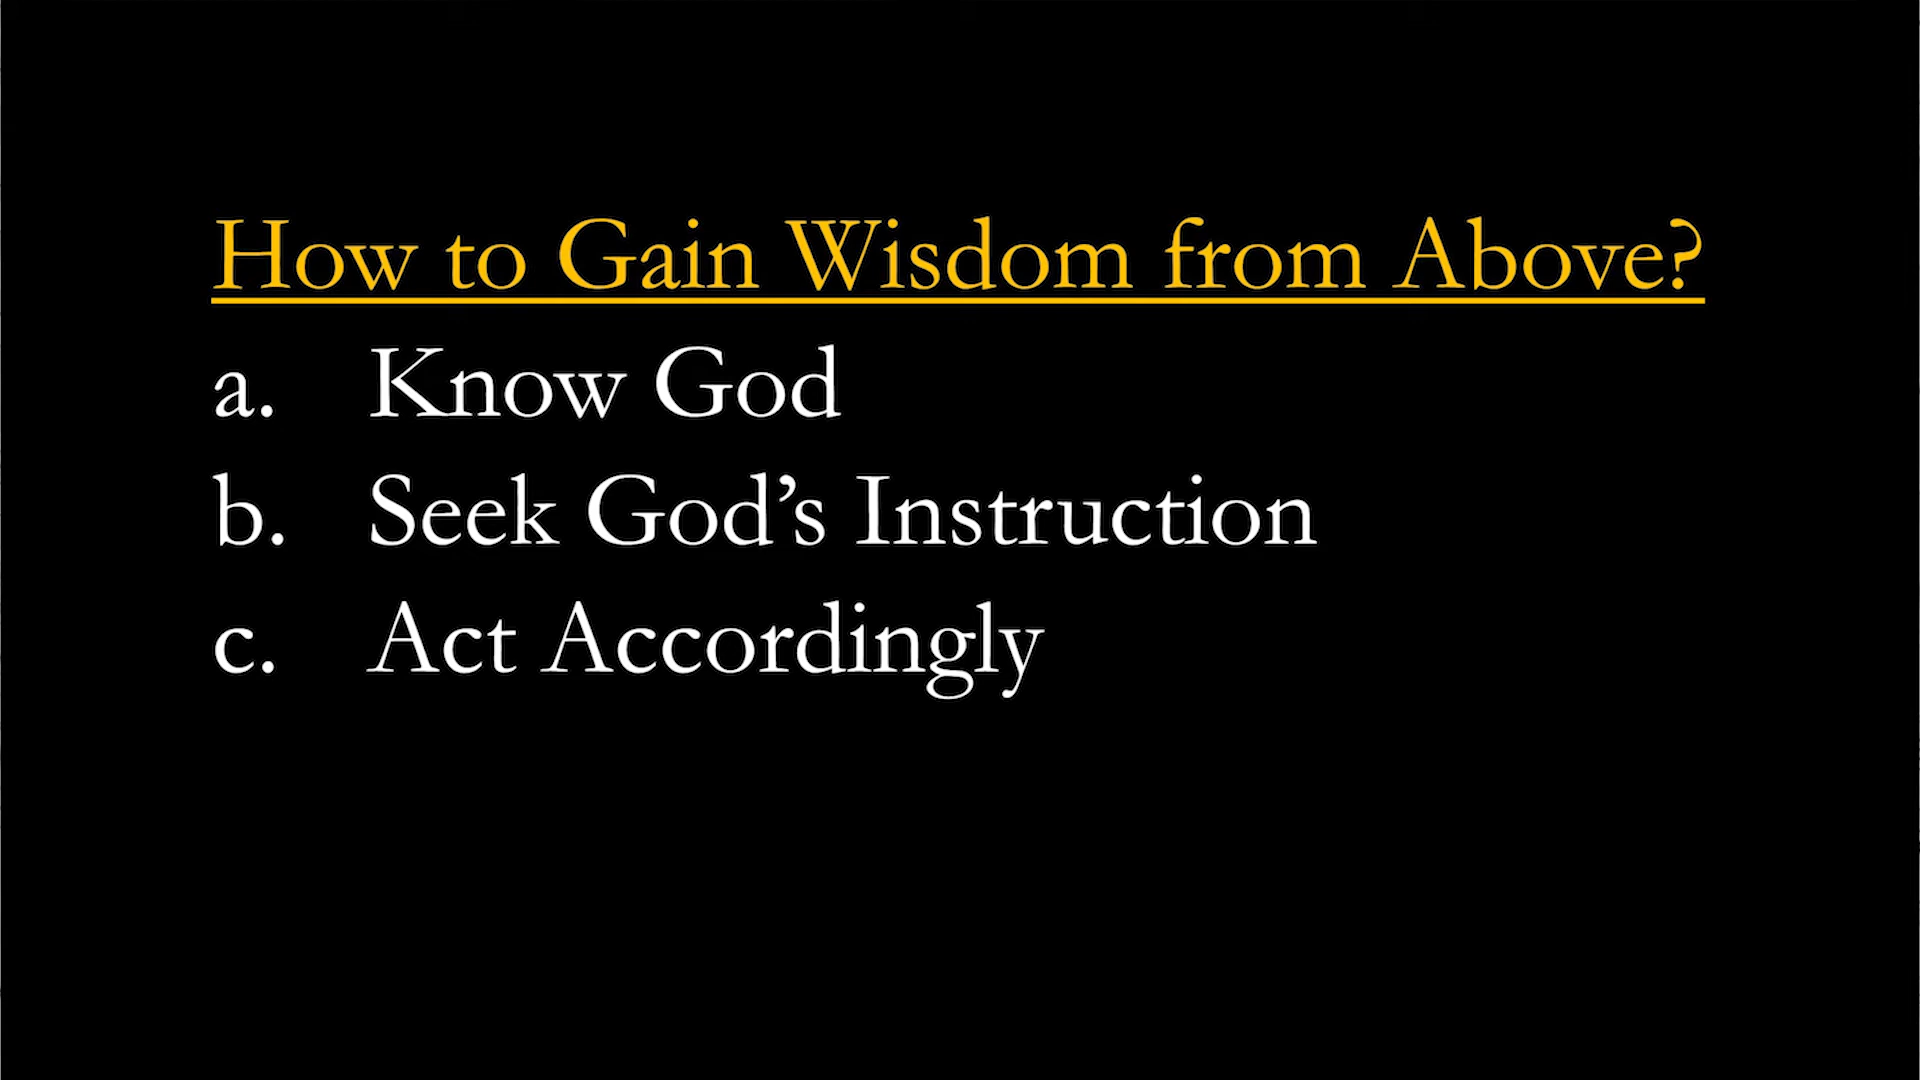 How to Gain Wisdom from Above?
a. Know God
b. Seek God’s Instruction
c. Act Accordingly